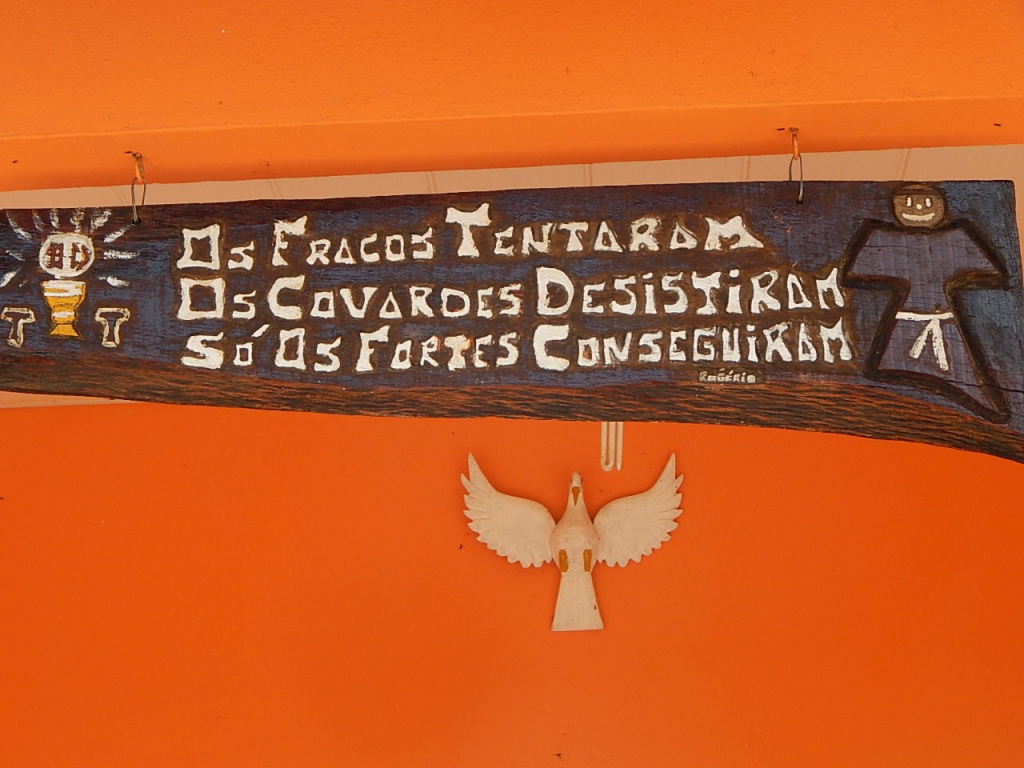 Os Fracos Tentaram
Os Covardes Desistiram
Só Os Fortes Conseguiram
Rogério
T T